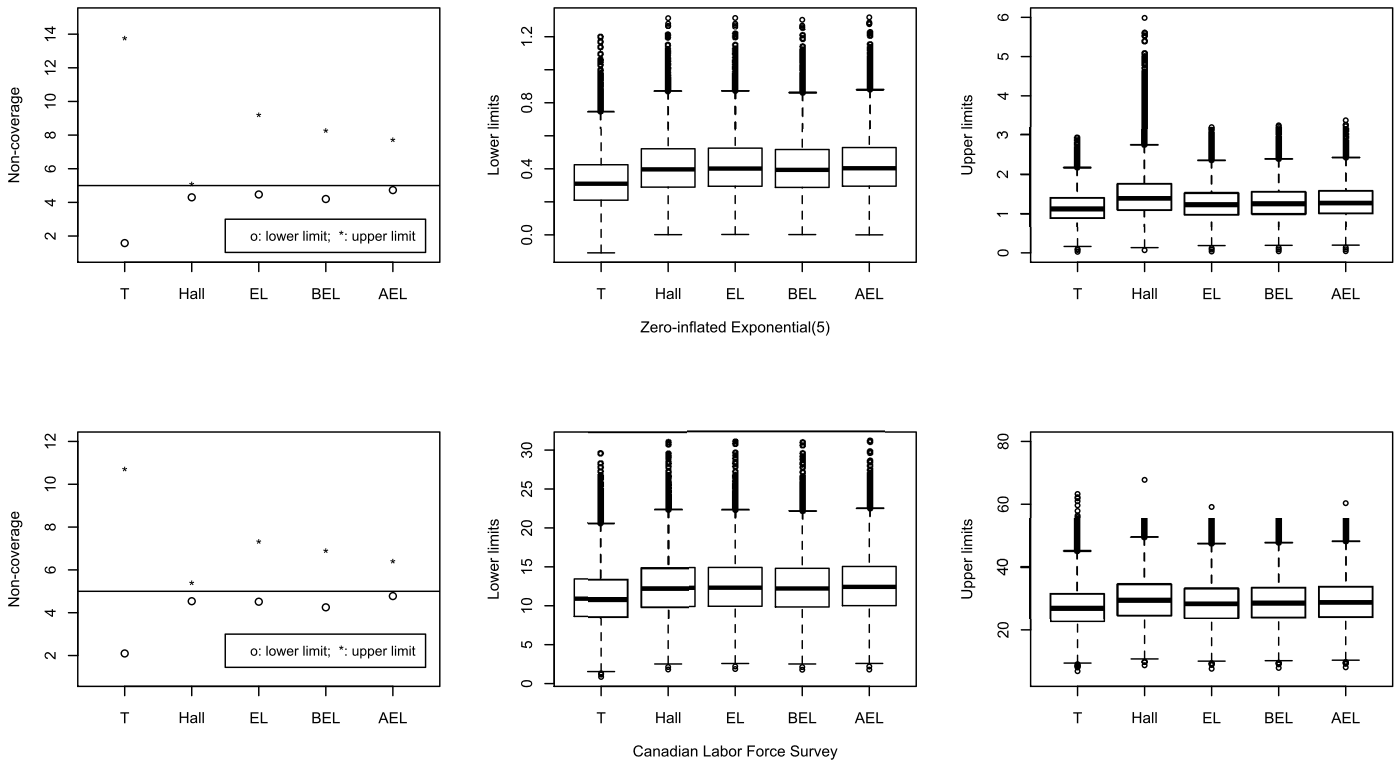 Non-coverage
14
12
10
8
6
4
2
o: lower limit; *: upper limit
T Hall EL BEL AEL
Lower limits
1.2
0.8
0.4
0.0
T Hall EL BEL AEL
Upper limits
6
5
4
3
2
1
0
T Hall EL BEL AEL
Zero-inflated Exponential(5)
Non-coverage
12
10
8
6
4
2
o: lower limit; *: upper limit
T Hall EL BEL AEL
Lower limits
30
25
20
15
10
5
0
T Hall EL BEL AEL
Upper limits
80
60
40
20
T Hall EL BEL AEL
Canadian Labor Force Survey